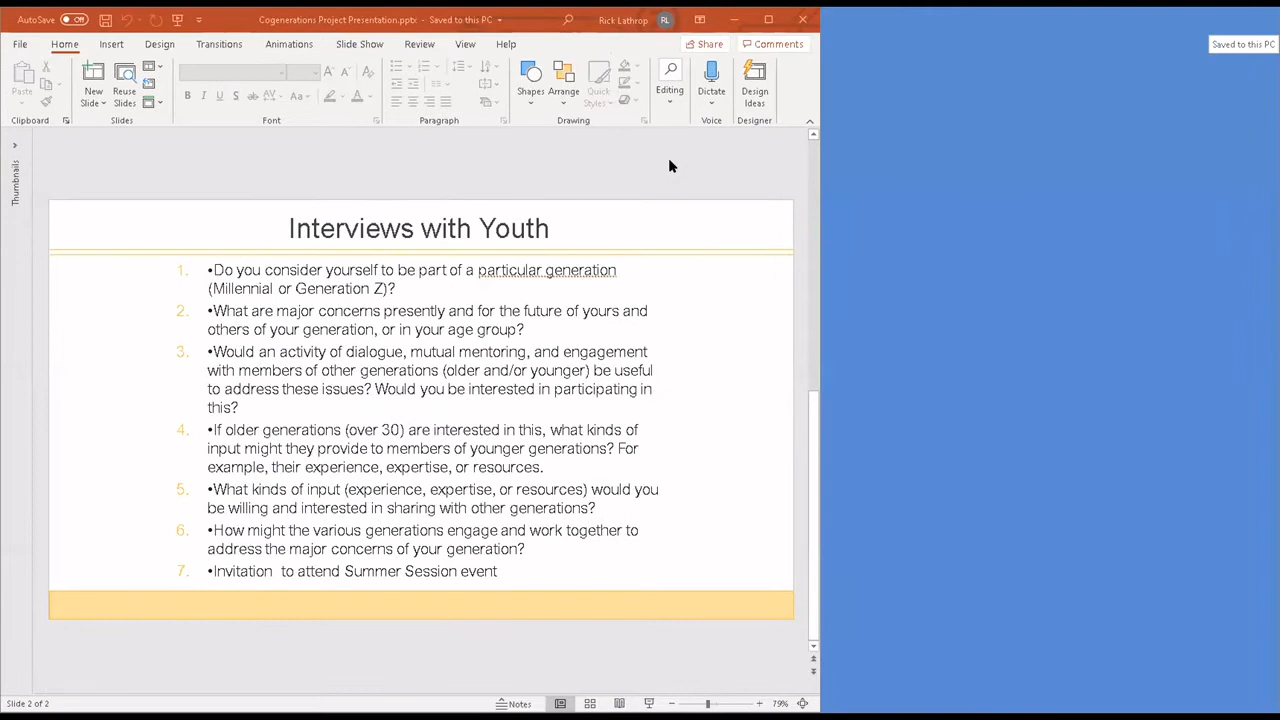 AutoSave Off Cogenerations Project Presentation.pptx - Saved to this PC Rick Lathrop RL
File Home Insert Design Transitions Animations Slide Show Review View Help Share Comments
Saved to this PC
Paste New Slide Reuse Slides Shapes Arrange Quick Styles Editing Dictate Design Ideas
B I U S ab AV Aa A
Clipboard Slides Font Paragraph Drawing Voice Designer
Thumbnails
Interviews with Youth
1. •Do you consider yourself to be part of a particular generation
(Millennial or Generation Z)?
2. •What are major concerns presently and for the future of yours and
others of your generation, or in your age group?
3. •Would an activity of dialogue, mutual mentoring, and engagement
with members of other generations (older and/or younger) be useful
to address these issues? Would you be interested in participating in
this?
4. •If older generations (over 30) are interested in this, what kinds of
input might they provide to members of younger generations? For
example, their experience, expertise, or resources.
5. •What kinds of input (experience, expertise, or resources) would you
be willing and interested in sharing with other generations?
6. •How might the various generations engage and work together to
address the major concerns of your generation?
7. •Invitation to attend Summer Session event
Slide 2 of 2 Notes 79%